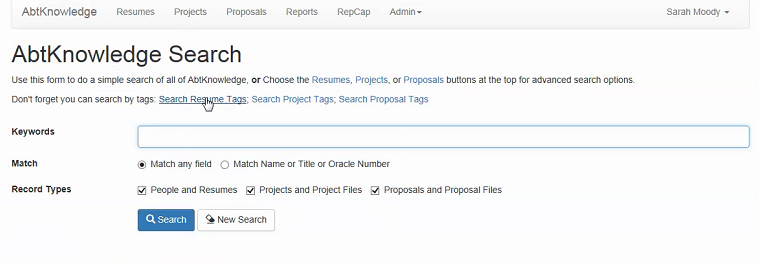 AbtKnowledge Resumes Projects Proposals Reports RepCap Admin Sarah Moody
AbtKnowledge Search
Use this form to do a simple search of all of AbtKnowledge, or Choose the Resumes, Projects, or Proposals buttons at the top for advanced search options.
Don't forget you can search by tags: Search Resume Tags; Search Project Tags; Search Proposal Tags
Keywords
Match Match any field Match Name or Title or Oracle Number
Record Types People and Resumes Projects and Project Files Proposals and Proposal Files
Search New Search